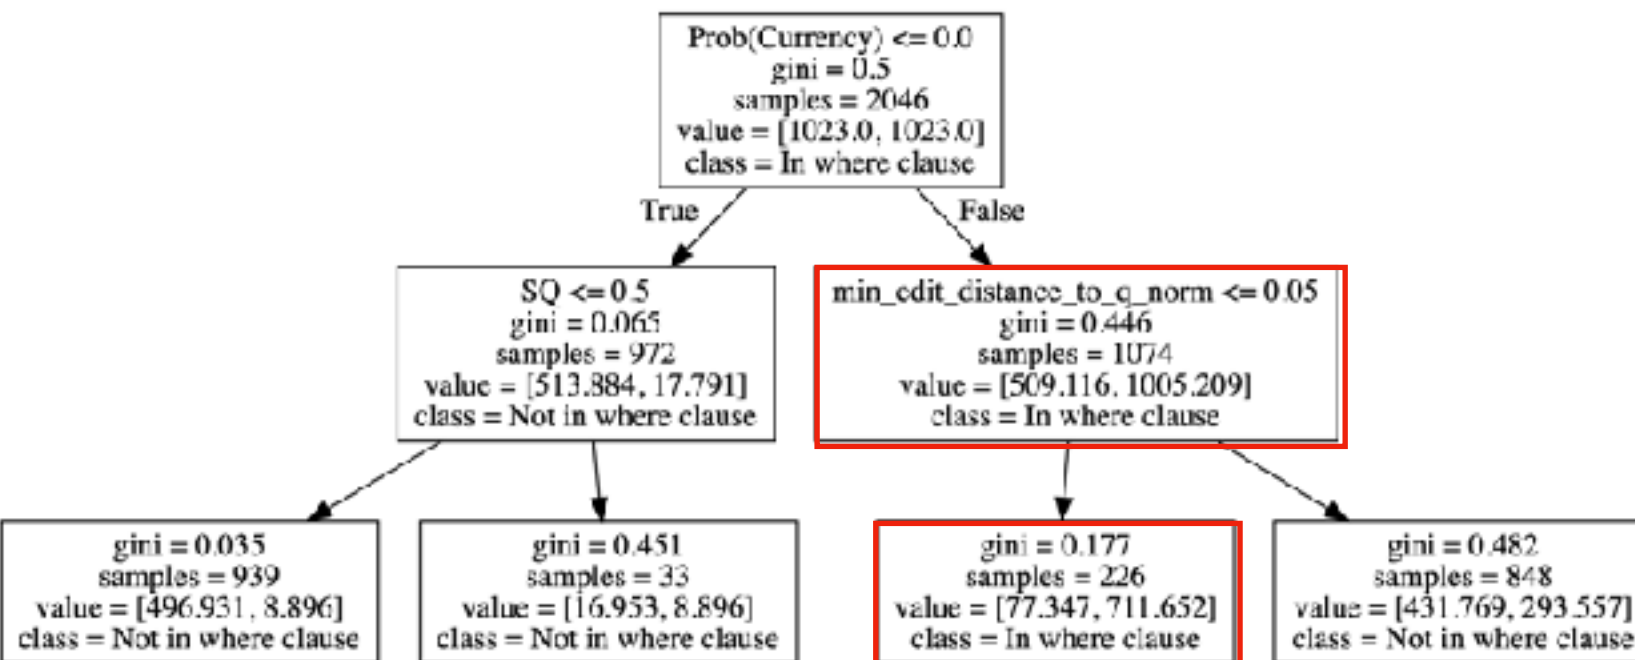 Prob(Currency) <= 0.0
gini = 0.5
samples = 2046
value = [1023.0, 1023.0]
class = In where clause
True
False
SQ <= 0.5
gini = 0.065
samples = 972
value = [513.884, 17.791]
class = Not in where clause
min_edit_distance_to_q_norm <= 0.05
gini = 0.446
samples = 1074
value = [509.116, 1005.209]
class = In where clause
gini = 0.035
samples = 939
value = [496.931, 8.896]
class = Not in where clause
gini = 0.451
samples = 33
value = [16.953, 8.896]
class = Not in where clause
gini = 0.177
samples = 226
value = [77.347, 711.652]
class = In where clause
gini = 0.482
samples = 848
value = [431.769, 293.557]
class = Not in where clause